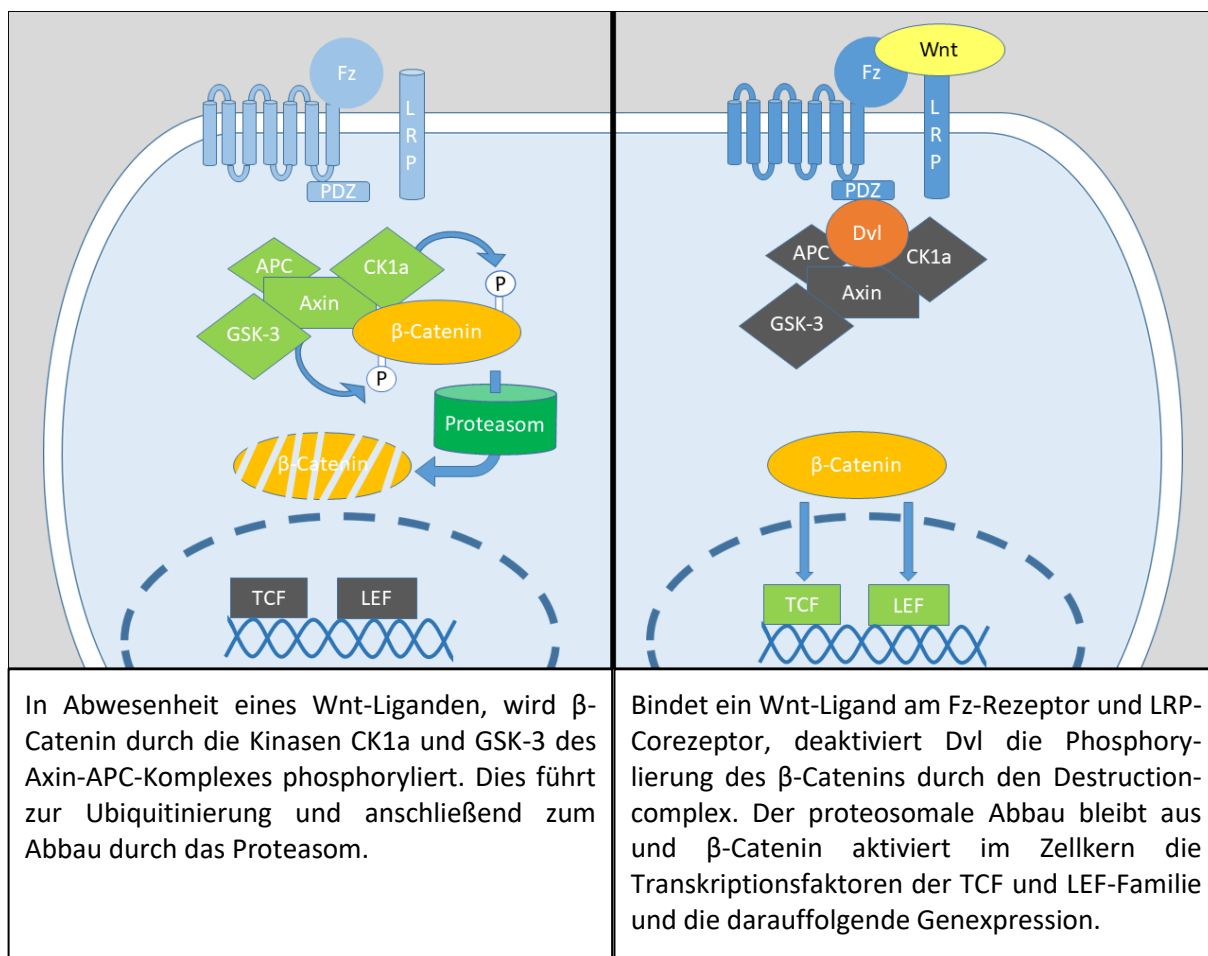 Fz
L
R
P
PDZ
APC
CK1a
Axin
GSK-3
P
β-Catenin
P
Proteasom
β-Catenin
TCF
LEF
In Abwesenheit eines Wnt-Liganden, wird β-
Catenin durch die Kinasen CK1a und GSK-3 des
Axin-APC-Komplexes phosphoryliert. Dies führt
zur Ubiquitinierung und anschließend zum
Abbau durch das Proteasom.
Wnt
Fz
L
R
P
PDZ
Dvl
APC
CK1a
Axin
GSK-3
β-Catenin
TCF
LEF
Bindet ein Wnt-Ligand am Fz-Rezeptor und LRP-
Corezeptor, deaktiviert Dvl die Phosphory-
lierung des β-Catenins durch den Destruction-
complex. Der proteosomale Abbau bleibt aus
und β-Catenin aktiviert im Zellkern die
Transkriptionsfaktoren der TCF und LEF-Familie
und die darauffolgende Genexpression.